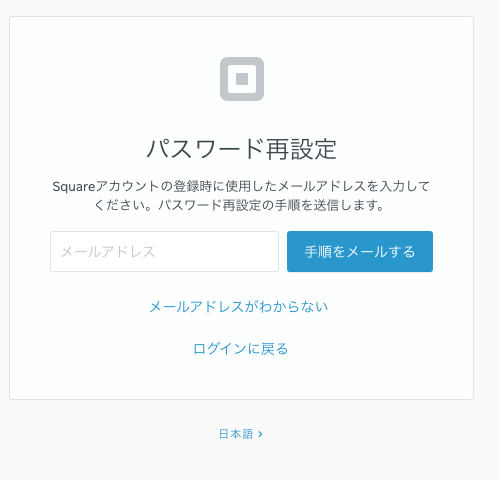 パスワード再設定
Squareアカウントの登録時に使用したメールアドレスを入力して
ください。パスワード再設定の手順を送信します。
メールアドレス
手順をメールする
メールアドレスがわからない
ログインに戻る
日本語 ›